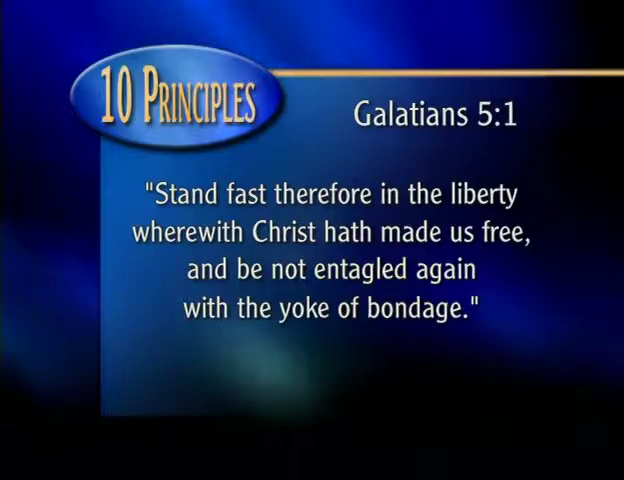 10 PRINCIPLES
Galatians 5:1
"Stand fast therefore in the liberty
wherewith Christ hath made us free,
and be not entagled again
with the yoke of bondage."